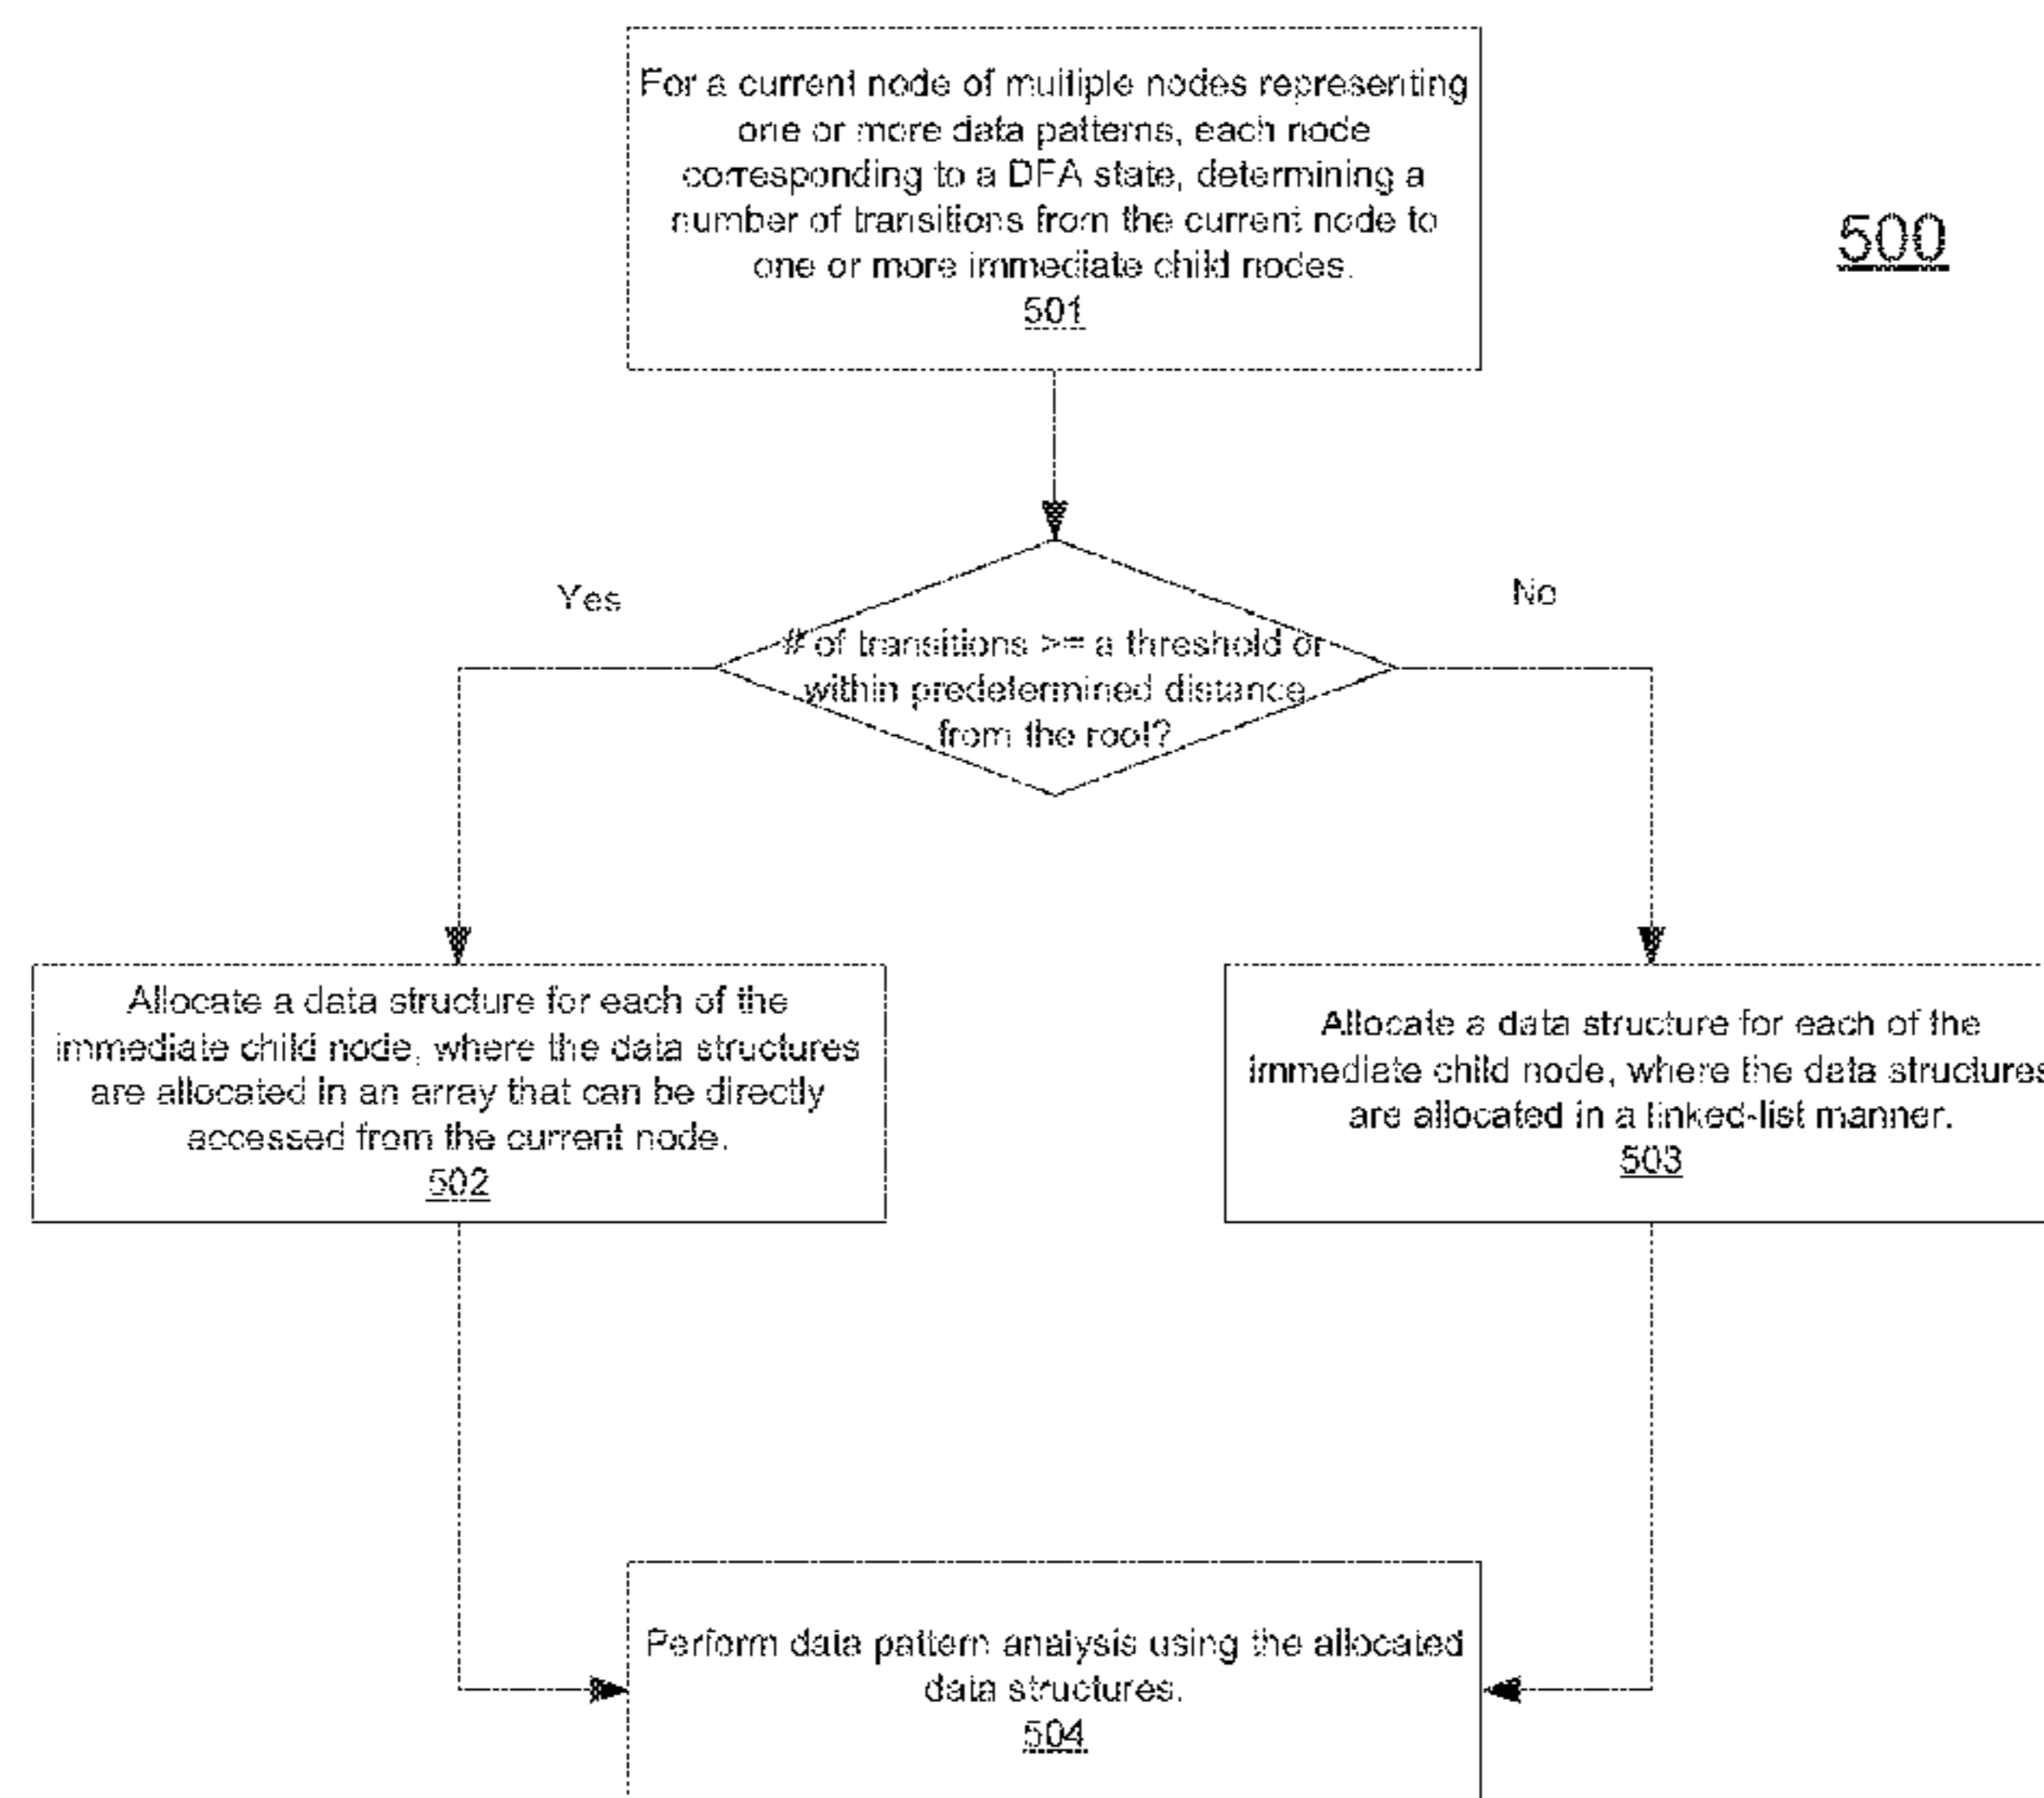 For a current node of multiple nodes representing
one or more data patterns, each node
corresponding to a DFA state, determining a
number of transitions from the current node to
one or more immediate child nodes.
501
500
Yes
No
# of transitions >= a threshold or
within predetermined distance
from the root?
Allocate a data structure for each of the
immediate child node, where the data structures
are allocated in an array that can be directly
accessed from the current node.
502
Allocate a data structure for each of the
immediate child node, where the data structures
are allocated in a linked-list manner.
503
Perform data pattern analysis using the allocated
data structures.
504